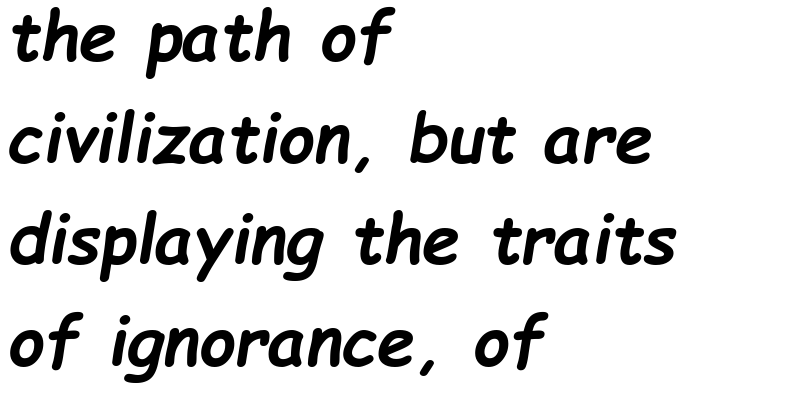 the path of
civilization, but are
displaying the traits
of ignorance, of